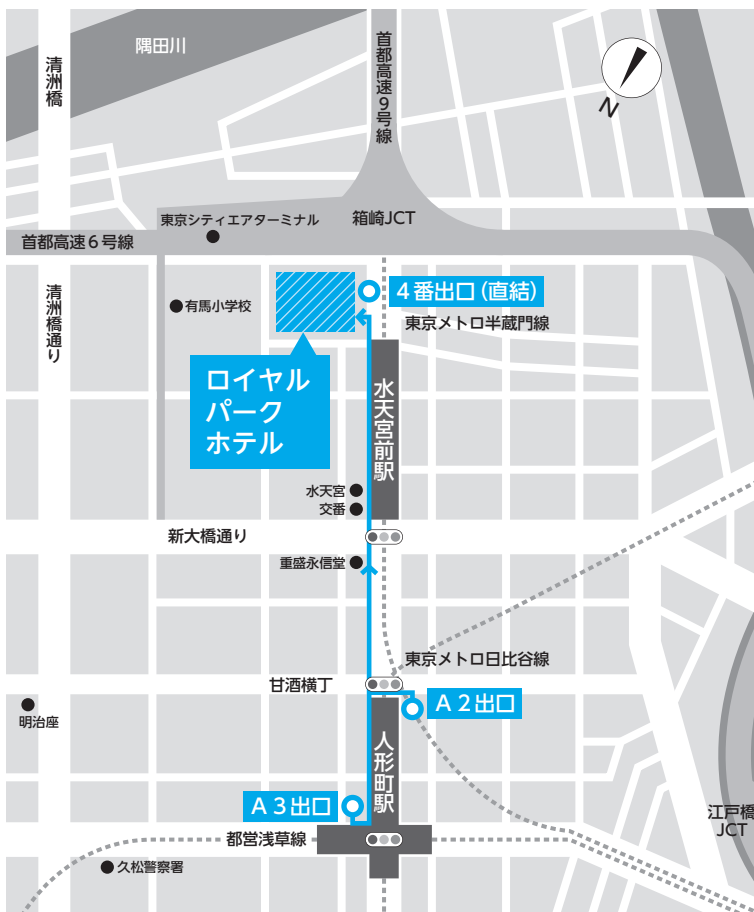 隅田川
清洲橋
首都高速9号線
N
東京シティエアターミナル
箱崎JCT
首都高速6号線
清洲橋通り
有馬小学校
4番出口(直結)
東京メトロ半蔵門線
ロイヤル
パーク
ホテル
水天宮前駅
水天宮
交番
新大橋通り
重盛永信堂
東京メトロ日比谷線
甘酒横丁
A2出口
明治座
人形町駅
A3出口
江戸橋
JCT
都営浅草線
久松警察署